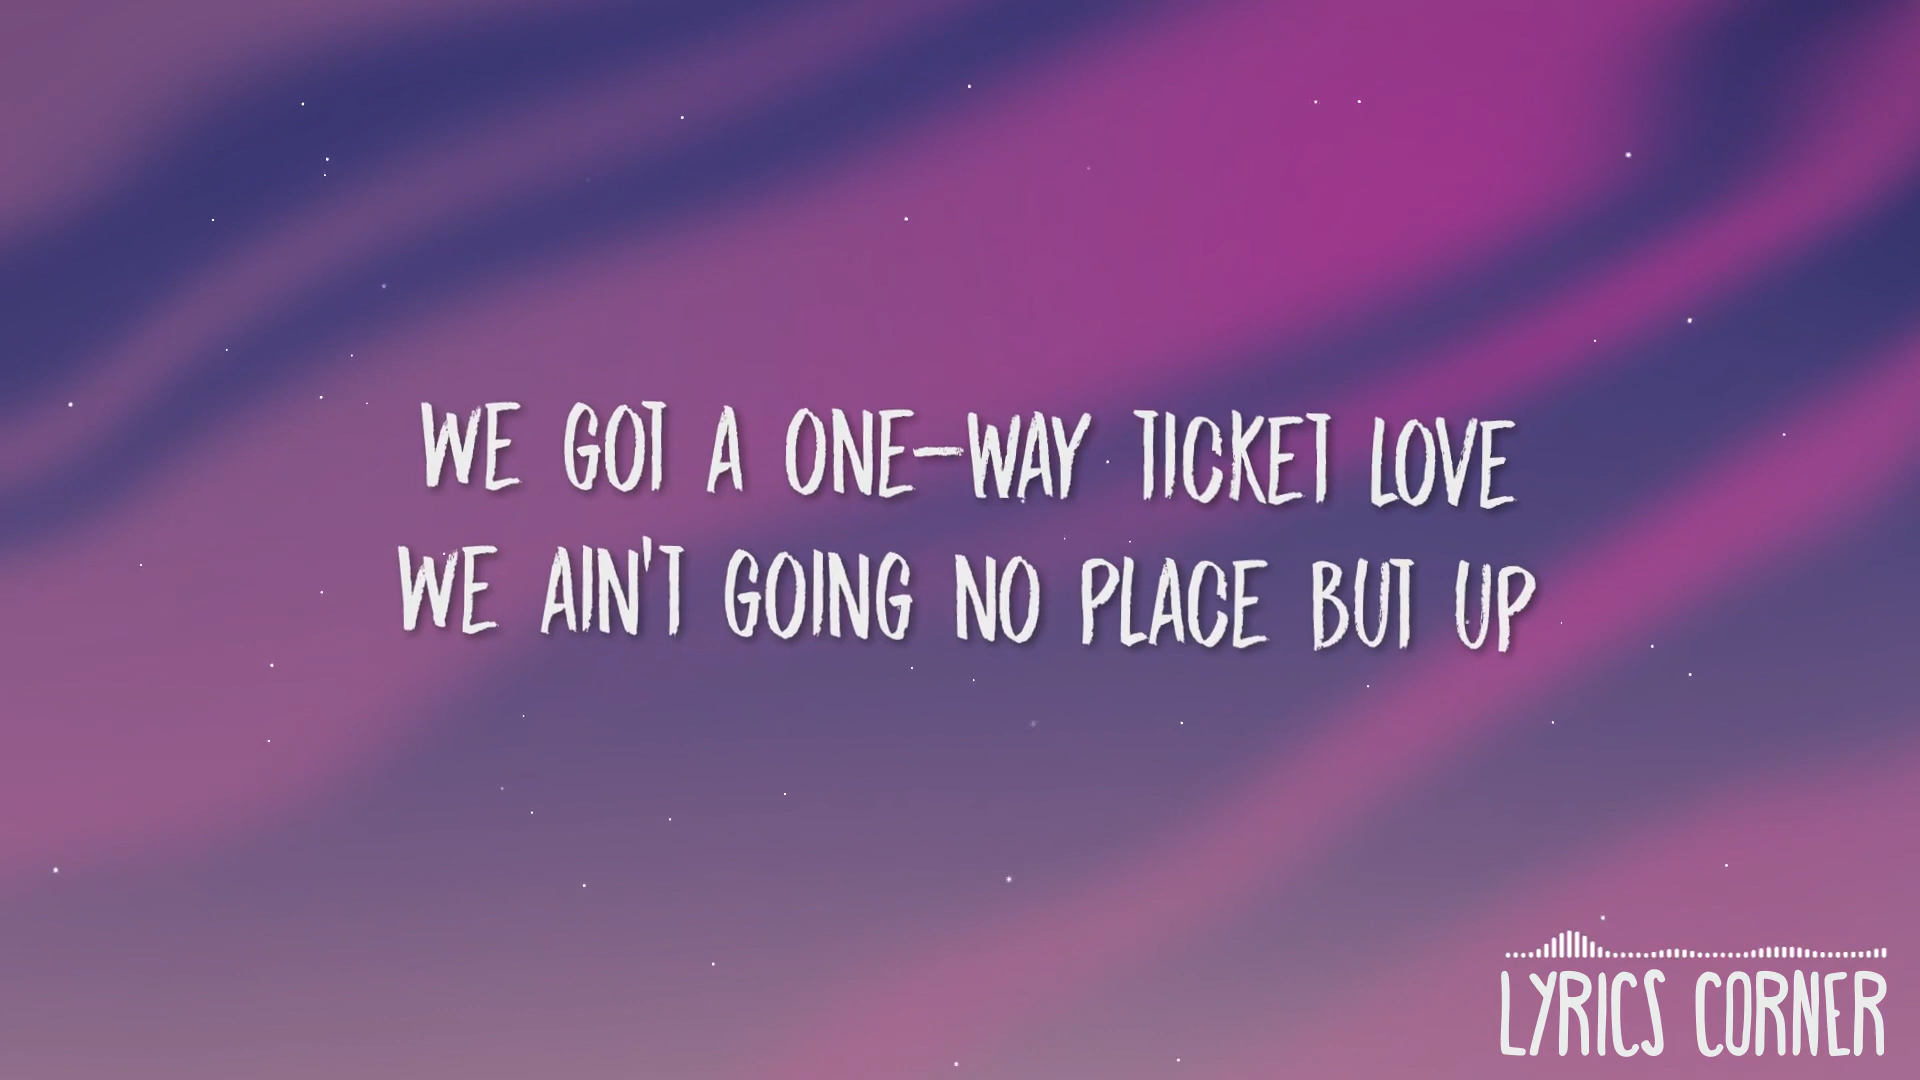 WE GOT A ONE-WAY TICKET LOVE
WE AIN'T GOING NO PLACE BUT UP
LYRICS CORNER